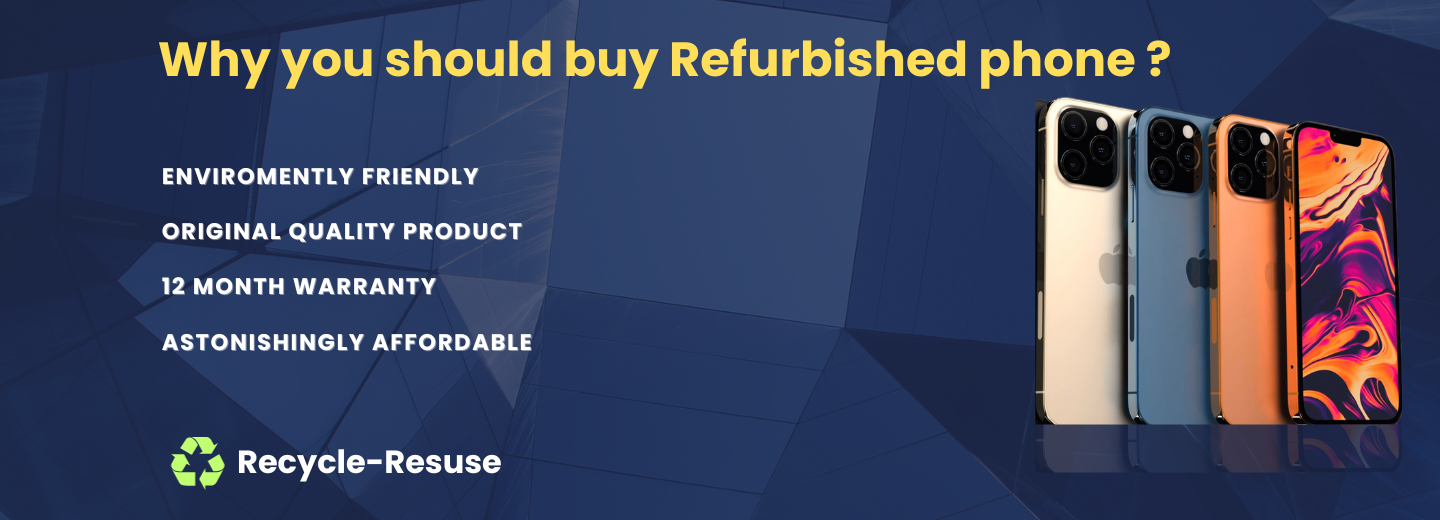 Why you should buy Refurbished phone ?
ENVIROMENTLY FRIENDLY
ORIGINAL QUALITY PRODUCT
12 MONTH WARRANTY
ASTONISHINGLY AFFORDABLE
Recycle-Resuse